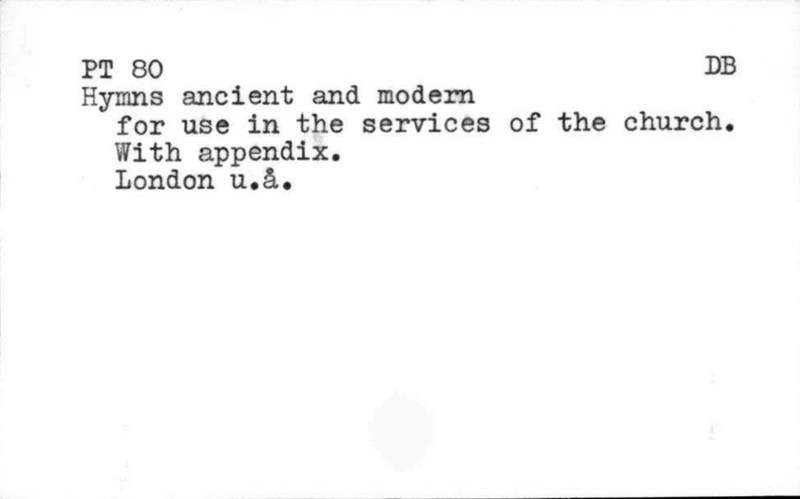 PT 80 DB
Hymns ancient and modern
for use in the services of the church.
With appendix.
London u.å.